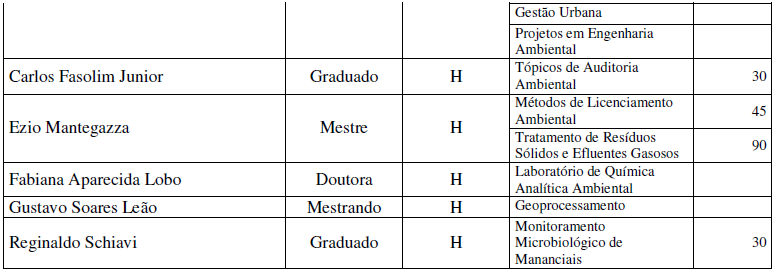 Gestão Urbana
Projetos em Engenharia
Ambiental
Carlos Fasolim Junior Graduado H Tópicos de Auditoria
Ambiental 30
Ezio Mantegazza Mestre H Métodos de Licenciamento
Ambiental 45
Tratamento de Resíduos
Sólidos e Efluentes Gasosos 90
Fabiana Aparecida Lobo Doutora H Laboratório de Química
Analítica Ambiental
Gustavo Soares Leão Mestrando H Geoprocessamento
Reginaldo Schiavi Graduado H Monitoramento
Microbiológico de
Mananciais 30